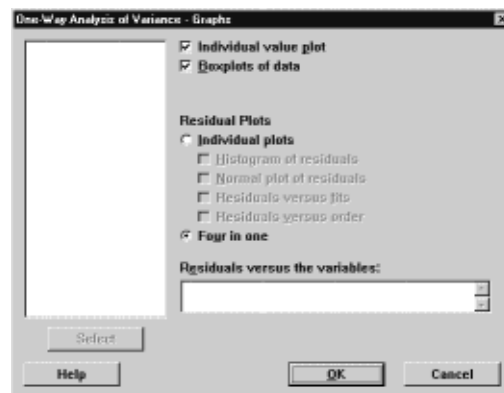 One-Way Analysis of Variance - Graphs
Individual value plot
Boxplots of data
Residual Plots
Individual plots
Histogram of residuals
Normal plot of residuals
Residuals versus fits
Residuals versus order
Four in one
Residuals versus the variables:
Select
Help
OK
Cancel